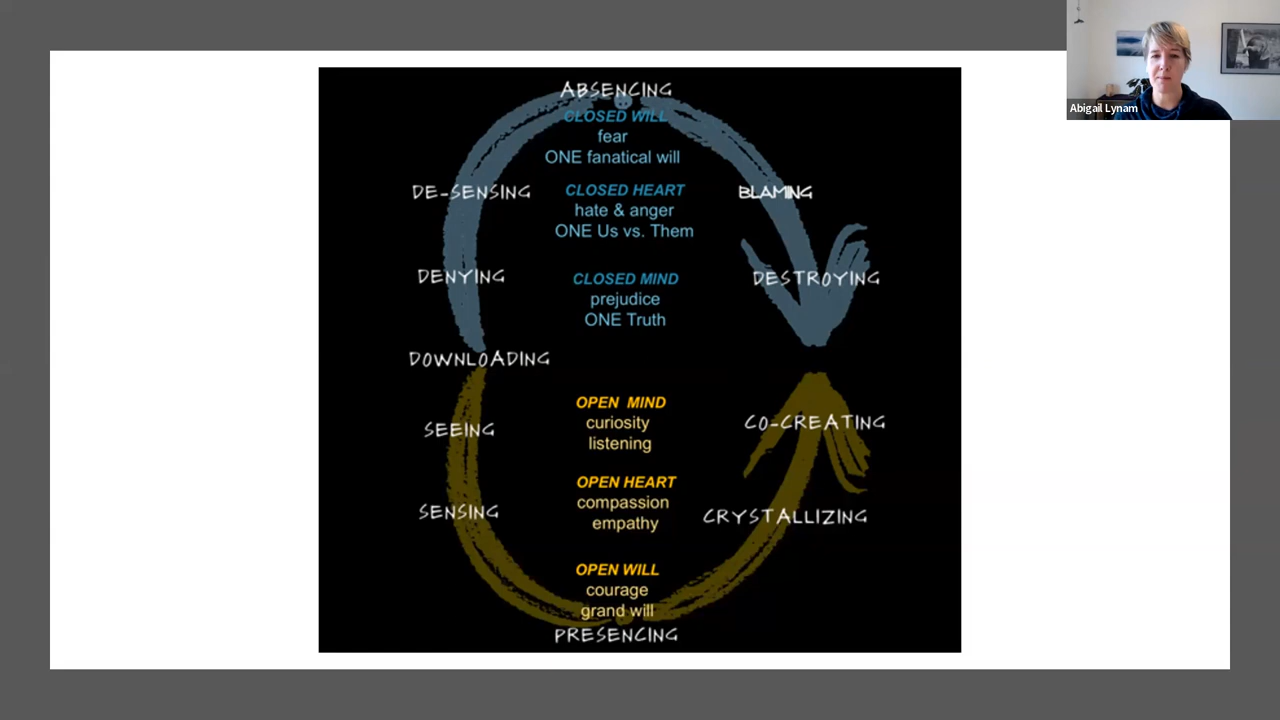 Abigail Lynam
ABSENCING
CLOSED WILL
fear
ONE fanatical will
DE-SENSING
CLOSED HEART
BLAMING
hate & anger
ONE Us vs. Them
DENYING
CLOSED MIND
DESTROYING
prejudice
ONE Truth
DOWNLOADING
OPEN MIND
curiosity
CO-CREATING
SEEING
listening
OPEN HEART
compassion
SENSING
empathy
CRYSTALLIZING
OPEN WILL
courage
grand will
PRESENCING